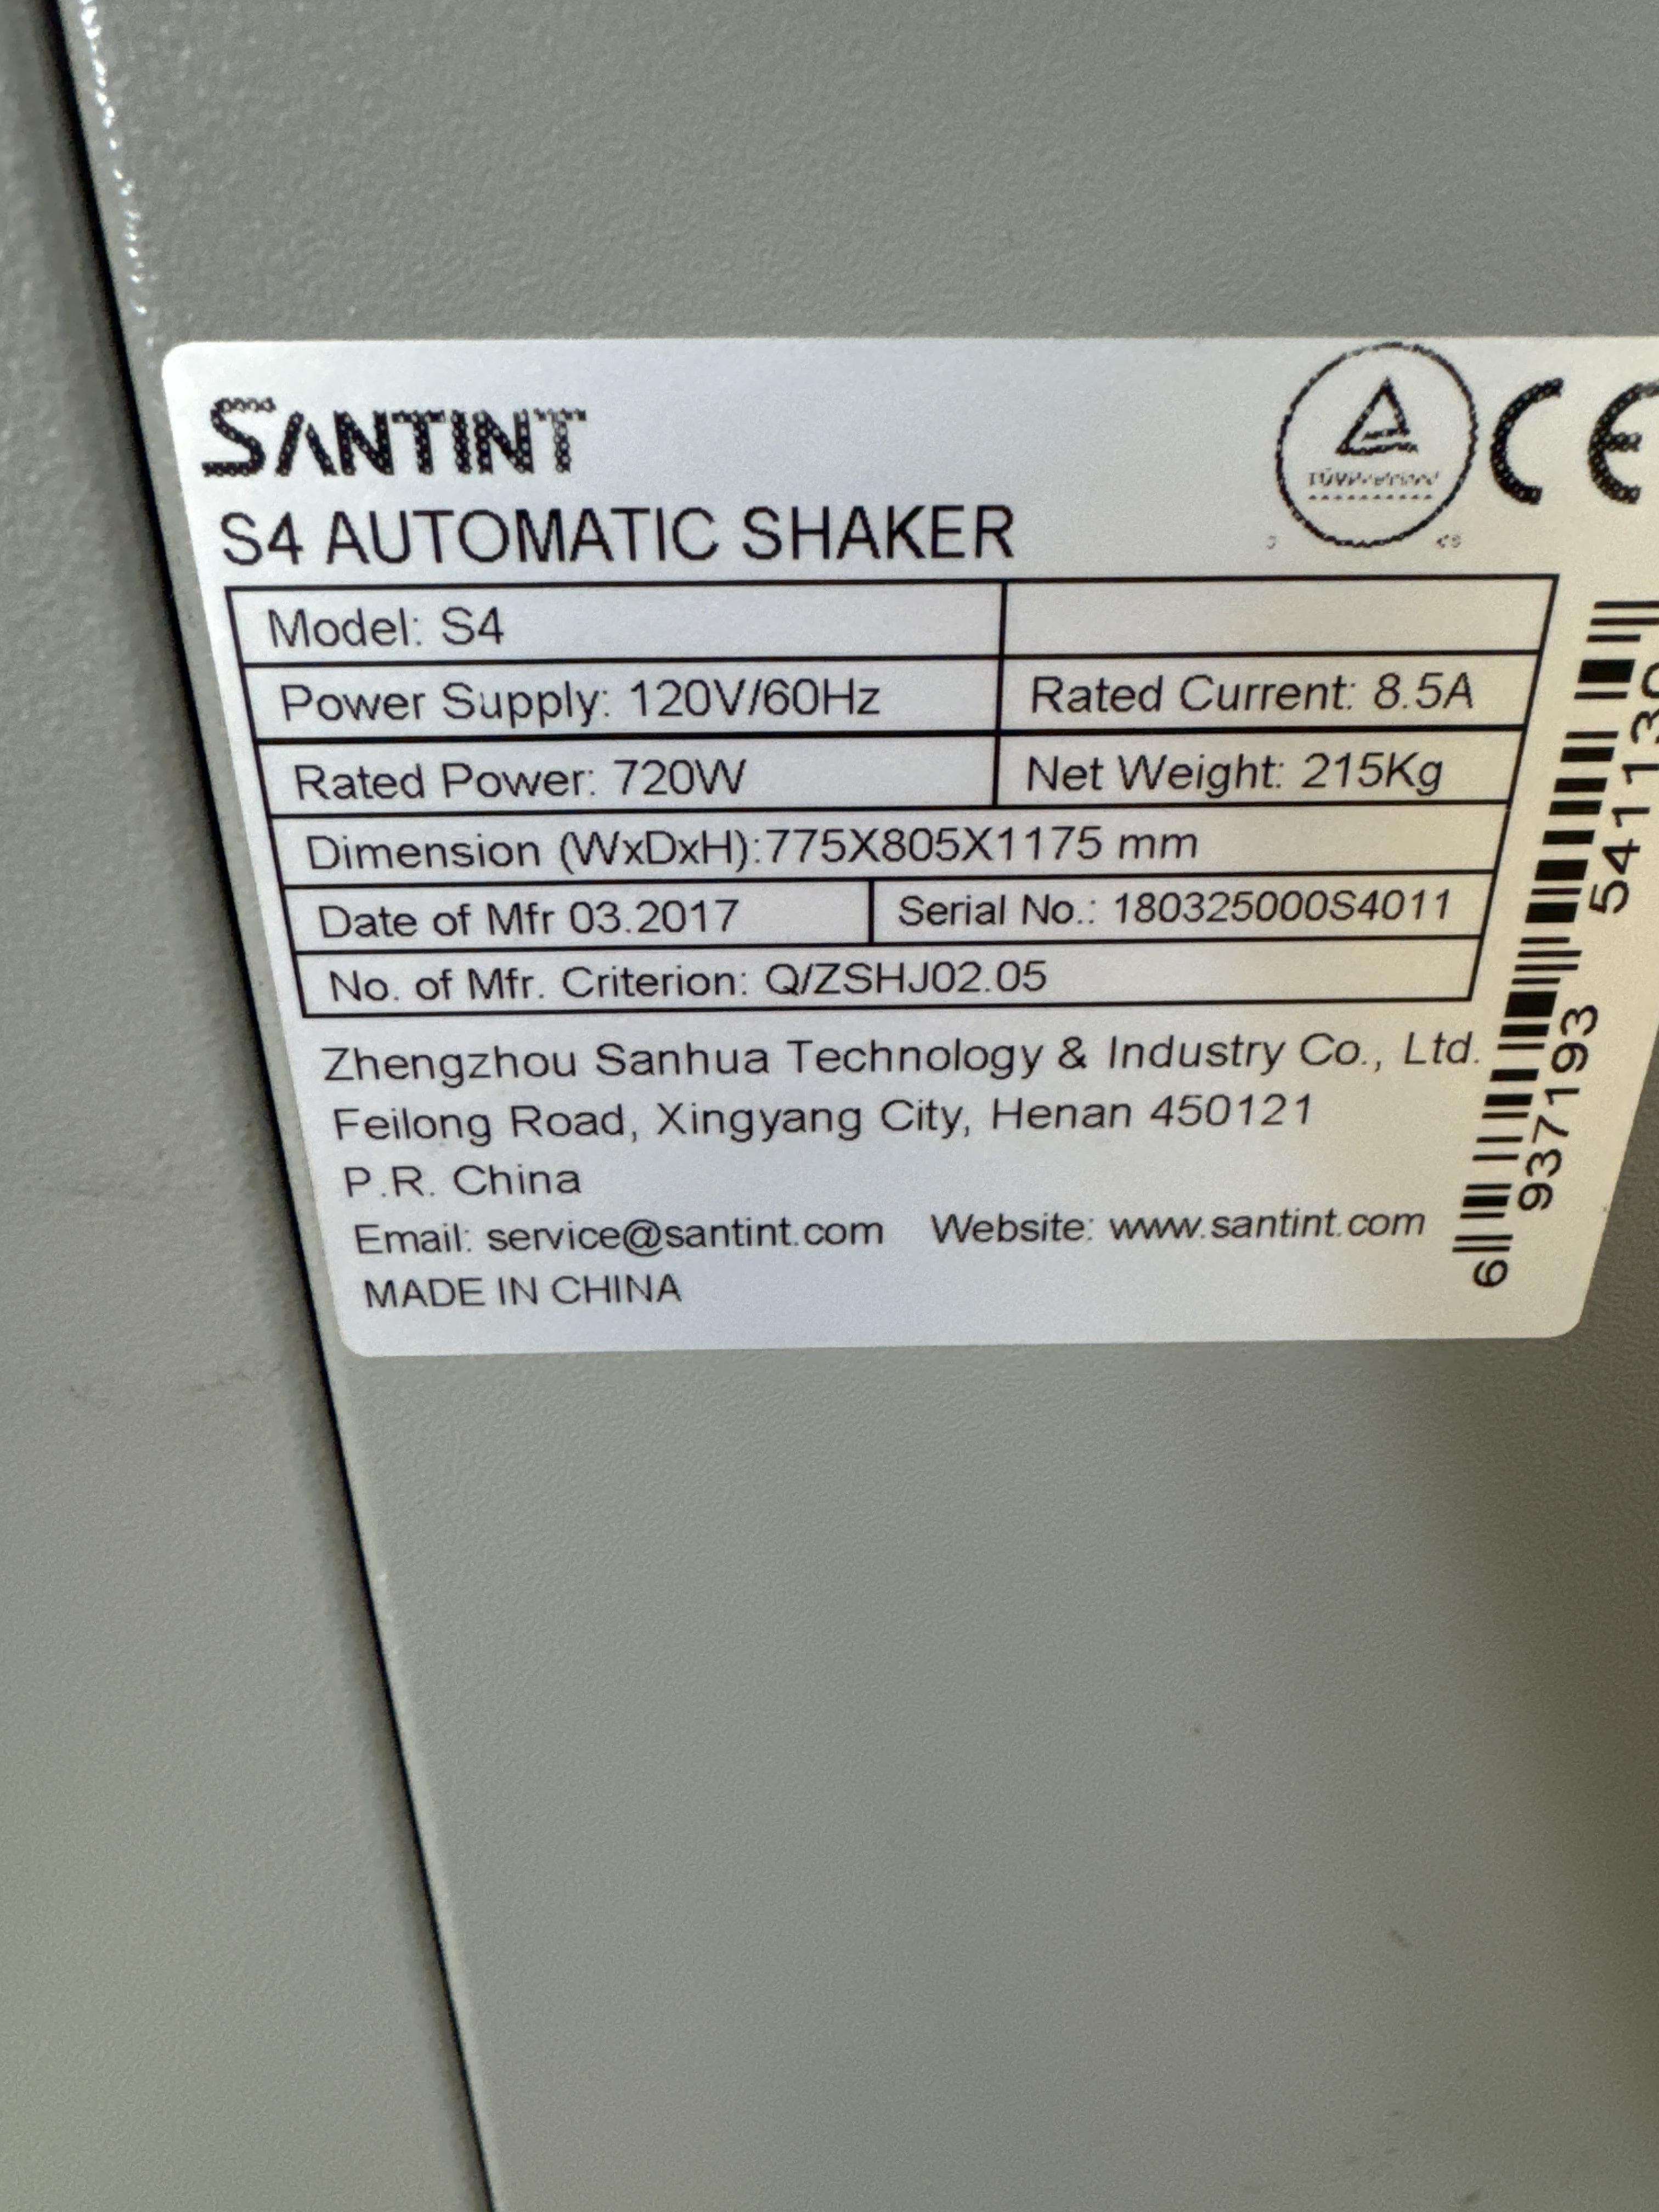 SANTINT
CE
S4 AUTOMATIC SHAKER
Model: S4
Power Supply: 120V/60Hz Rated Current: 8.5A
Rated Power: 720W Net Weight: 215Kg
Dimension (WxDxH):775X805X1175 mm
Date of Mfr 03.2017 Serial No.: 180325000S4011
No. of Mfr. Criterion: Q/ZSHJ02.05
Zhengzhou Sanhua Technology & Industry Co., Ltd.
Feilong Road, Xingyang City, Henan 450121
P.R. China
Email: service@santint.com Website: www.santint.com
MADE IN CHINA
6 937193